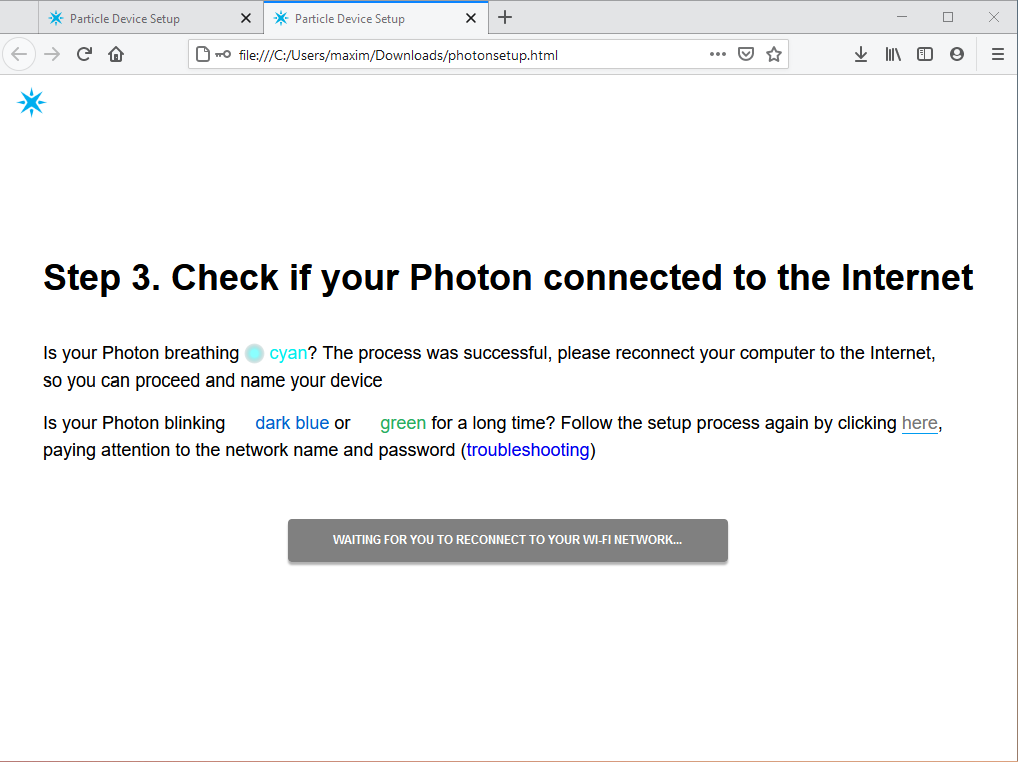 Particle Device Setup
Particle Device Setup
file:///C:/Users/maxim/Downloads/photonsetup.html
Step 3. Check if your Photon connected to the Internet
Is your Photon breathing cyan? The process was successful, please reconnect your computer to the Internet,
so you can proceed and name your device
Is your Photon blinking dark blue or green for a long time? Follow the setup process again by clicking here,
paying attention to the network name and password (troubleshooting)
WAITING FOR YOU TO RECONNECT TO YOUR WI-FI NETWORK...